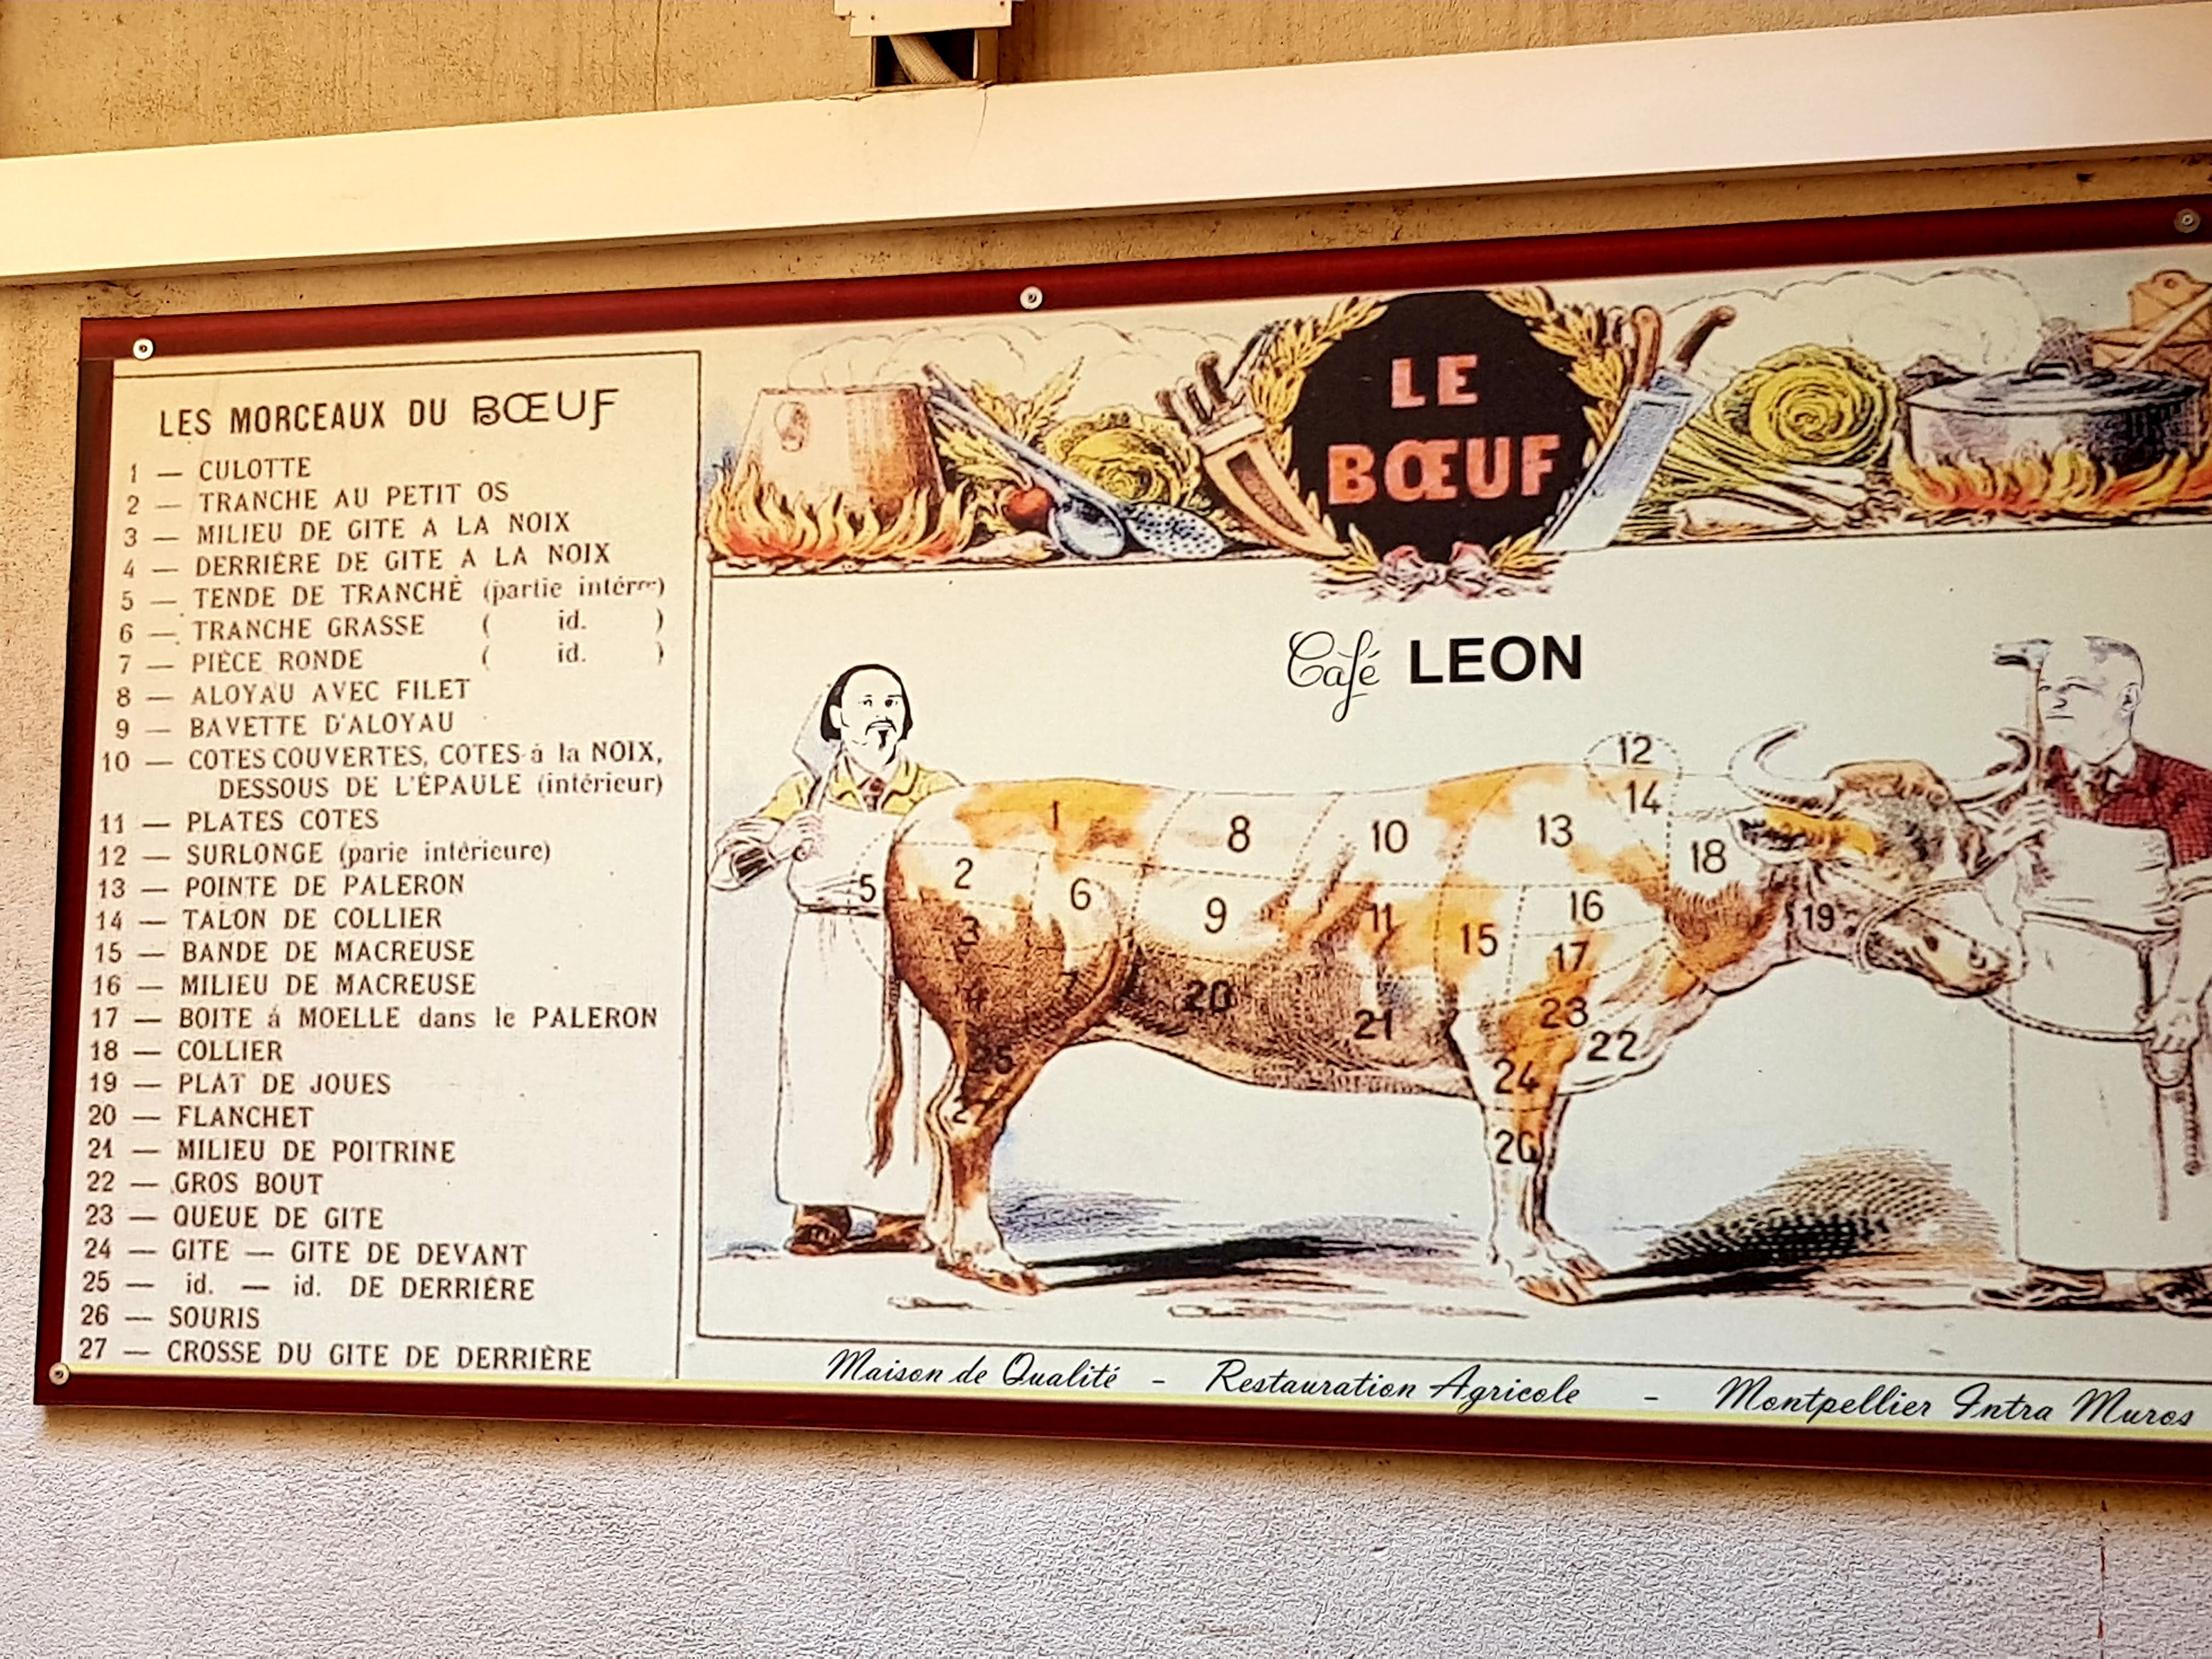 LES MORCEAUX DU BŒUF
1 — CULOTTE
2 — TRANCHE AU PETIT OS
3 — MILIEU DE GITE A LA NOIX
4 — DERRIÈRE DE GITE A LA NOIX
5 — TENDE DE TRANCHE (partie intérre)
6 — TRANCHE GRASSE ( id. )
7 — PIÈCE RONDE ( id. )
8 — ALOYAU AVEC FILET
9 — BAVETTE D'ALOYAU
10 — COTES COUVERTES, COTES à la NOIX,
DESSOUS DE L'ÉPAULE (intérieur)
11 — PLATES COTES
12 — SURLONGE (parie intérieure)
13 — POINTE DE PALERON
14 — TALON DE COLLIER
15 — BANDE DE MACREUSE
16 — MILIEU DE MACREUSE
17 — BOITE à MOELLE dans le PALERON
18 — COLLIER
19 — PLAT DE JOUES
20 — FLANCHET
21 — MILIEU DE POITRINE
22 — GROS BOUT
23 — QUEUE DE GITE
24 — GITE — GITE DE DEVANT
25 — id. — id. DE DERRIÈRE
26 — SOURIS
27 — CROSSE DU GITE DE DERRIÈRE
LE
BŒUF
Café LEON
12
14
1
8
10
13
18
2
5
6
9
11
16
19
3
15
17
4
20
21
23
22
25
24
27
26
Maison de Qualité - Restauration Agricole - Montpellier Intra Muros